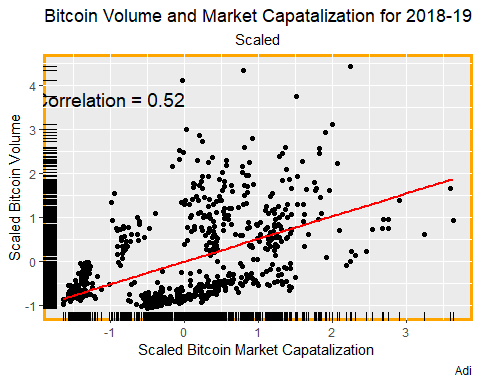 Bitcoin Volume and Market Capatalization for 2018-19
Scaled
correlation = 0.52
Scaled Bitcoin Volume
4
3
2
1
0
-1
-1
0
1
2
3
Scaled Bitcoin Market Capatalization
Adi